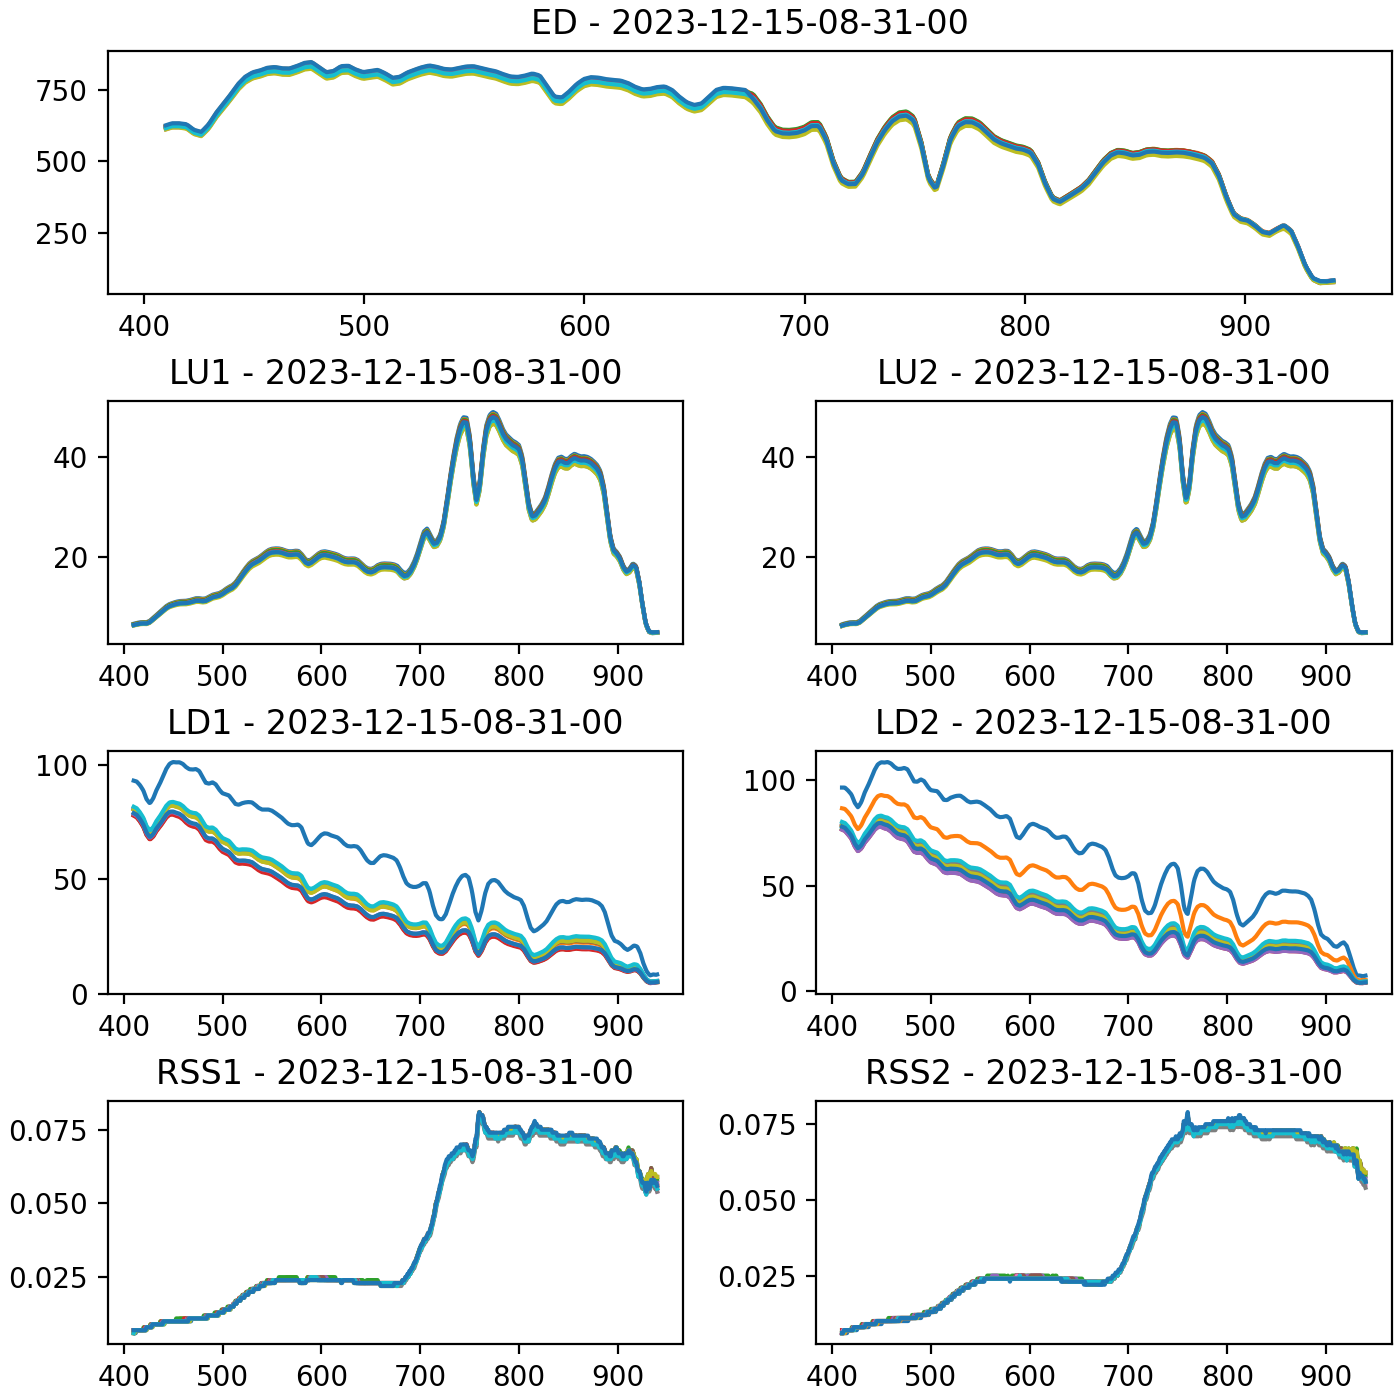 ED - 2023-12-15-08-31-00
750
500
250
400 500 600 700 800 900
LU1 - 2023-12-15-08-31-00
40
20
400 500 600 700 800 900
LU2 - 2023-12-15-08-31-00
40
20
400 500 600 700 800 900
LD1 - 2023-12-15-08-31-00
100
50
0
400 500 600 700 800 900
LD2 - 2023-12-15-08-31-00
100
50
0
400 500 600 700 800 900
RSS1 - 2023-12-15-08-31-00
0.075
0.050
0.025
400 500 600 700 800 900
RSS2 - 2023-12-15-08-31-00
0.075
0.050
0.025
400 500 600 700 800 900